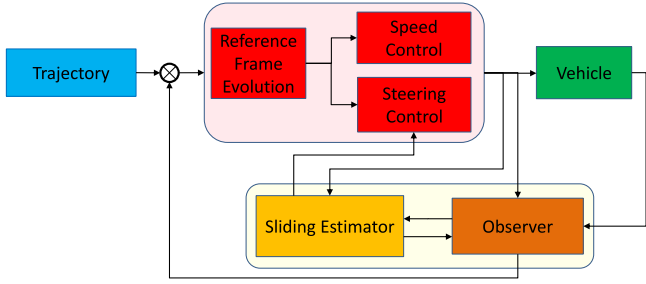 Trajectory
Reference
Frame
Evolution
Speed
Control
Steering
Control
Vehicle
Sliding Estimator
Observer